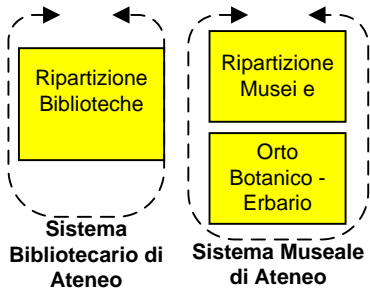 Ripartizione
Biblioteche
Sistema
Bibliotecario di
Ateneo
Ripartizione
Musei e
Orto
Botanico -
Erbario
Sistema Museale
di Ateneo